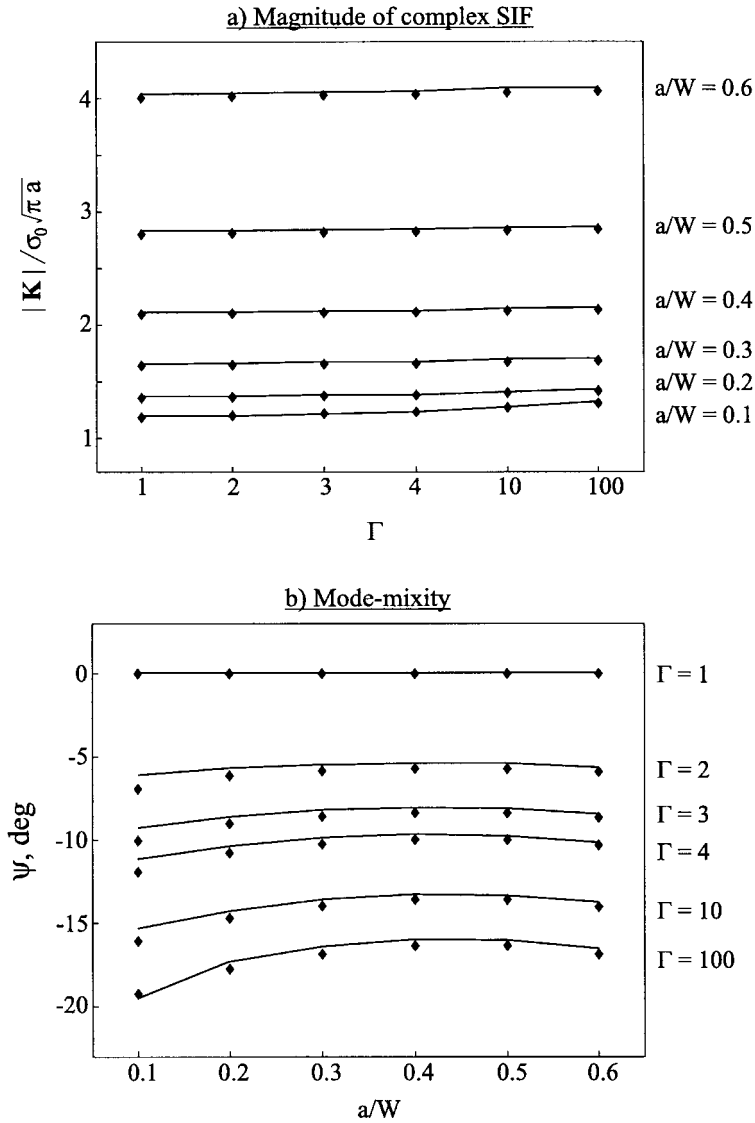 a) Magnitude of complex SIF
| K | / σ₀ √π a
4
3
2
1
a/W = 0.6
a/W = 0.5
a/W = 0.4
a/W = 0.3
a/W = 0.2
a/W = 0.1
1 2 3 4 10 100
Γ
b) Mode-mixity
ψ, deg
0
-5
-10
-15
-20
Γ = 1
Γ = 2
Γ = 3
Γ = 4
Γ = 10
Γ = 100
0.1 0.2 0.3 0.4 0.5 0.6
a/W